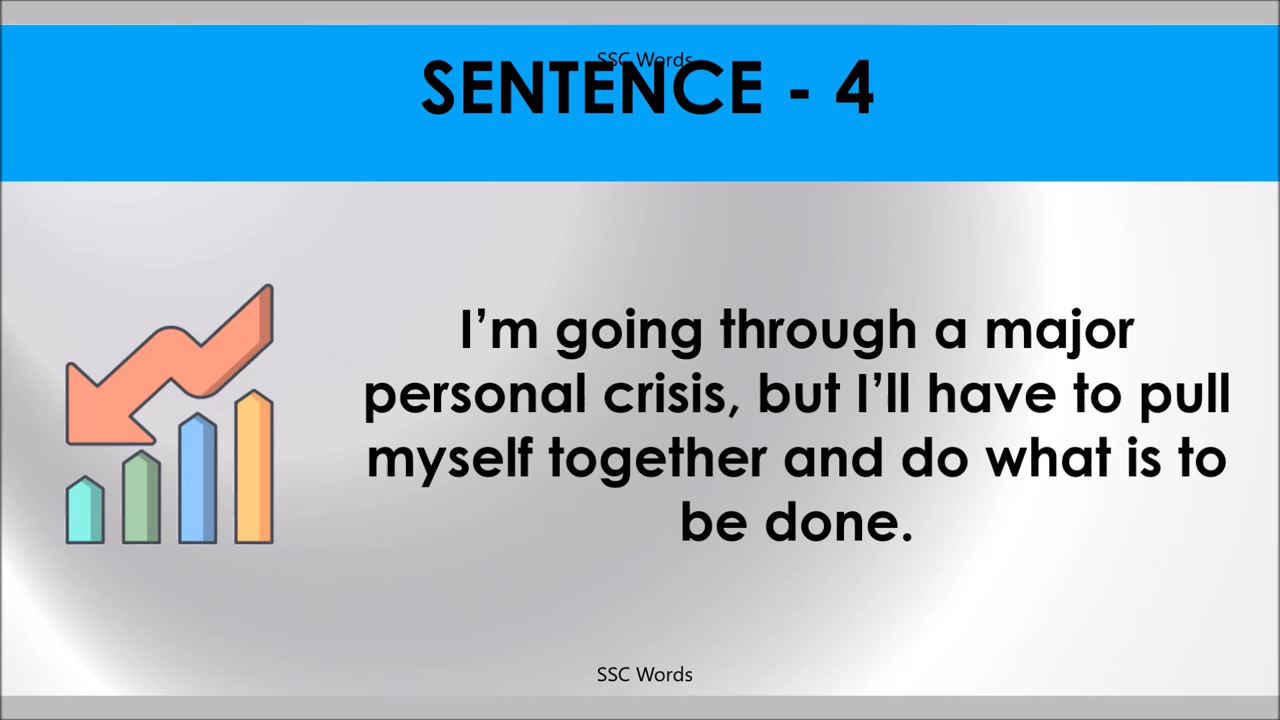 SSC Words
SENTENCE - 4
I’m going through a major
personal crisis, but I’ll have to pull
myself together and do what is to
be done.
SSC Words